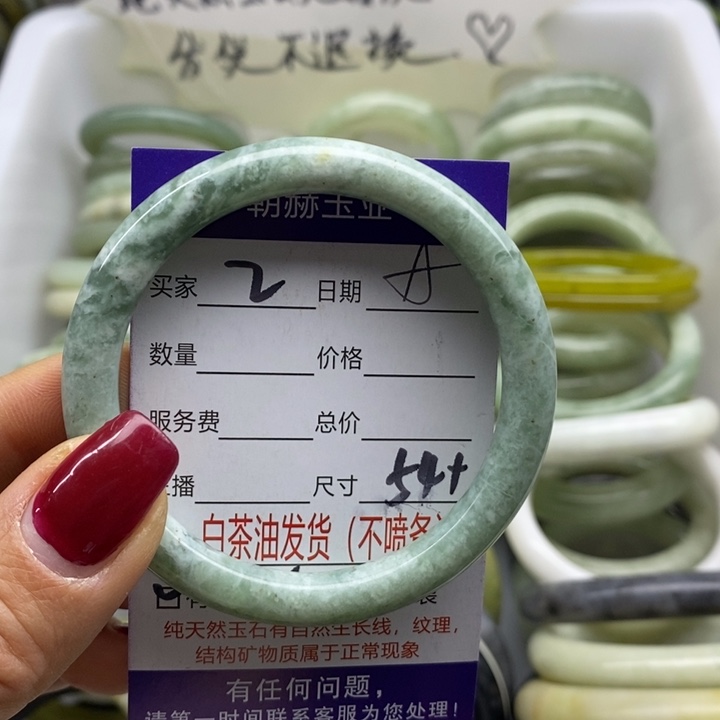 售出不退换
朝赫玉业
买家 2 日期 A
数量 价格
服务费 总价
播 尺寸 54+
白茶油发货（不喷备）
纯天然玉石有自然生长线，纹理，
结构矿物质属于正常现象
有任何问题，
请第一时间联系客服为您处理！